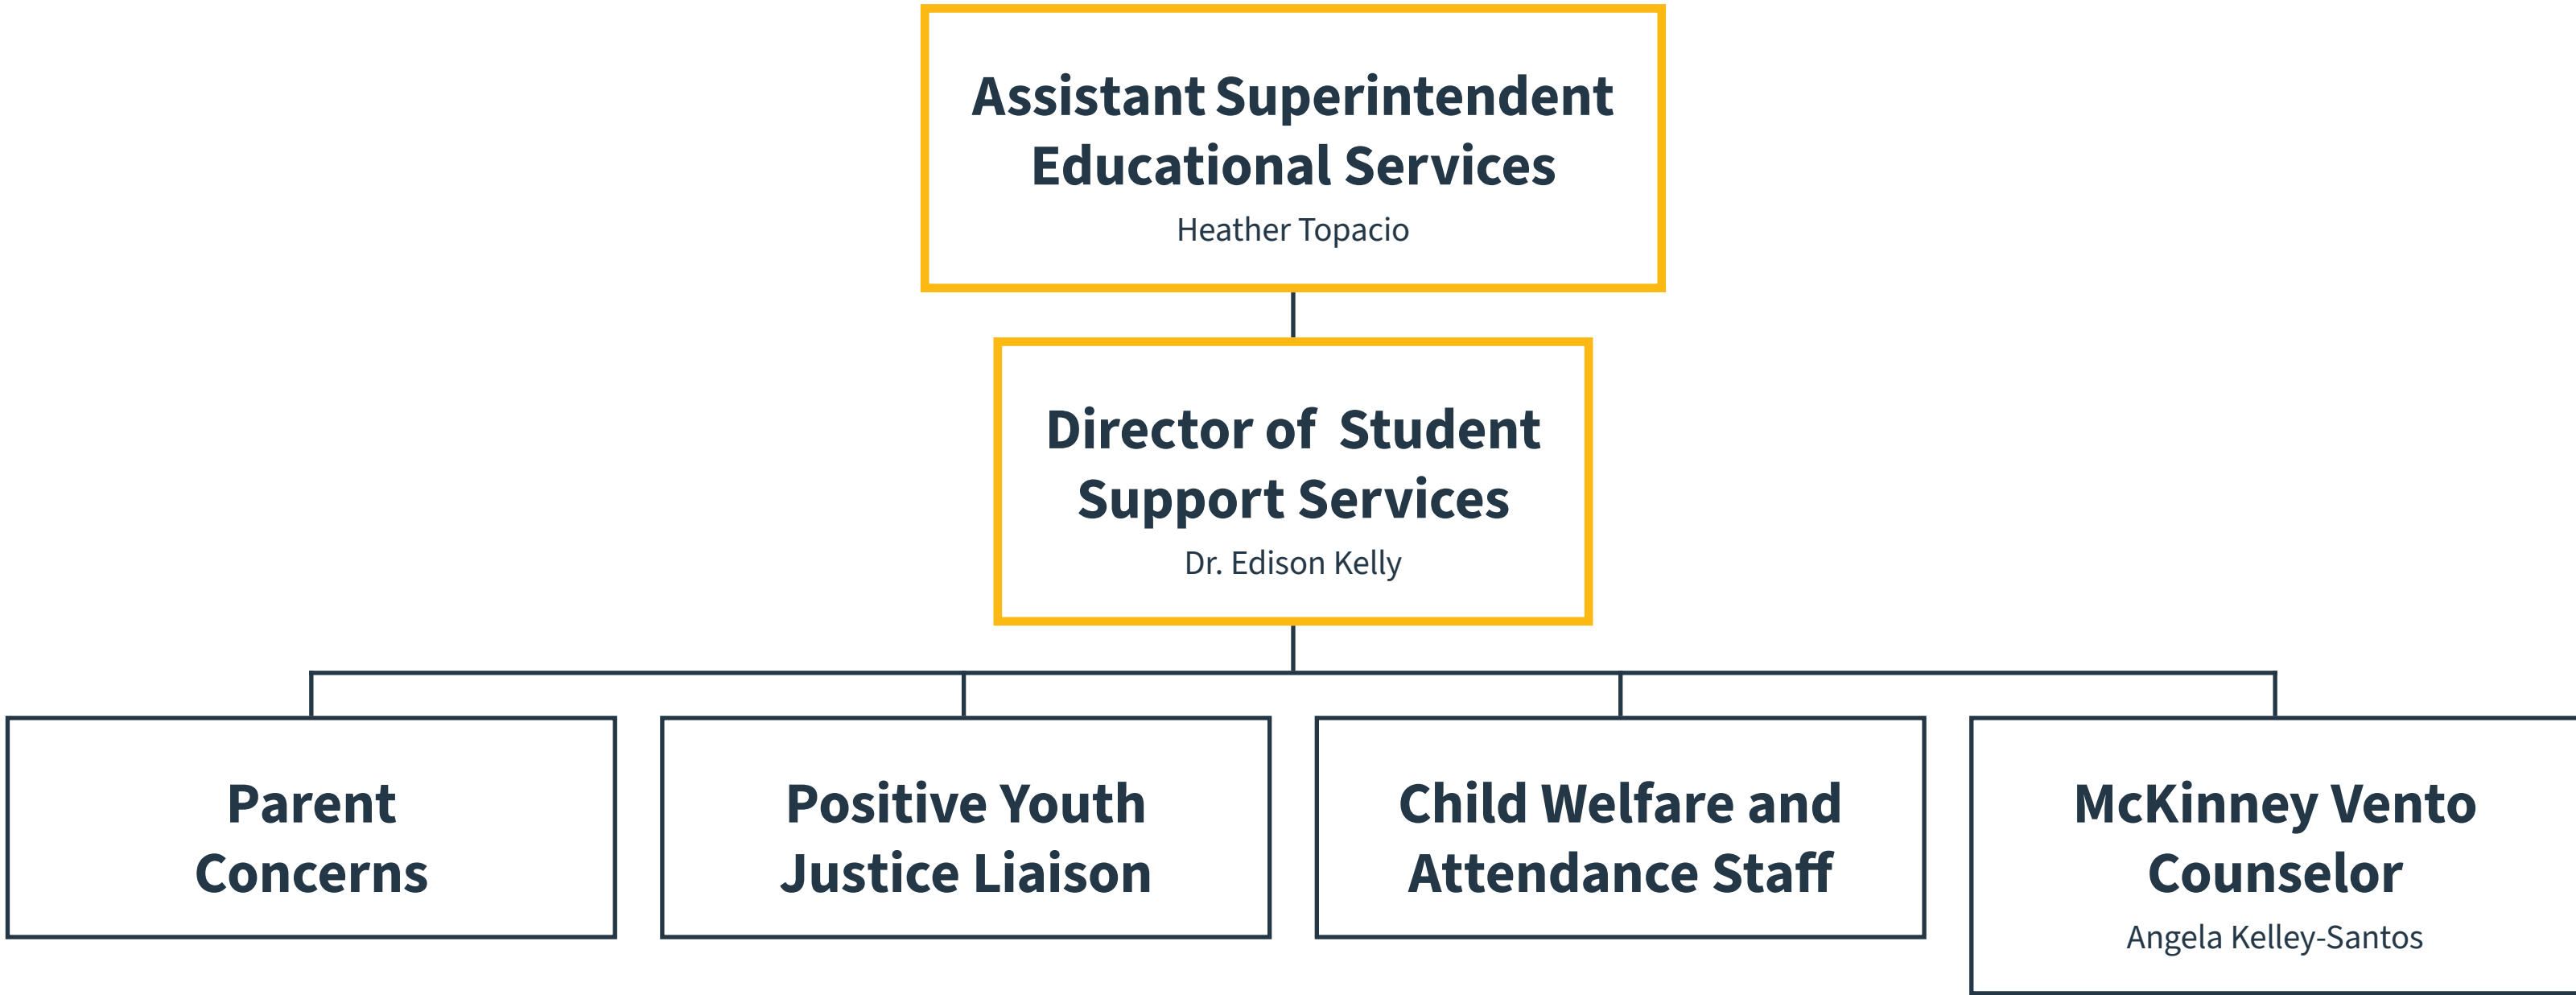 Assistant Superintendent
Educational Services
Heather Topacio
Director of  Student
Support Services
Dr. Edison Kelly
Parent
Concerns
Positive Youth
Justice Liaison
Child Welfare and
Attendance Staff
McKinney Vento
Counselor
Angela Kelley-Santos